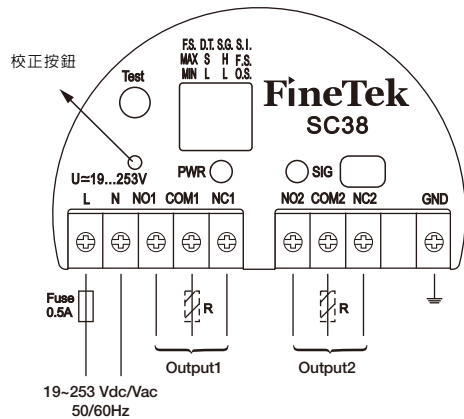 F.S. D.T. S.G. S.I.
MAX S H F.S.
MIN L L O.S.
校正按鈕
Test
FineTek
SC38
PWR
SIG
U≃19...253V
L N NO1 COM1 NC1 NO2 COM2 NC2 GND
Fuse
0.5A
R
R
Output1
Output2
19~253 Vdc/Vac
50/60Hz